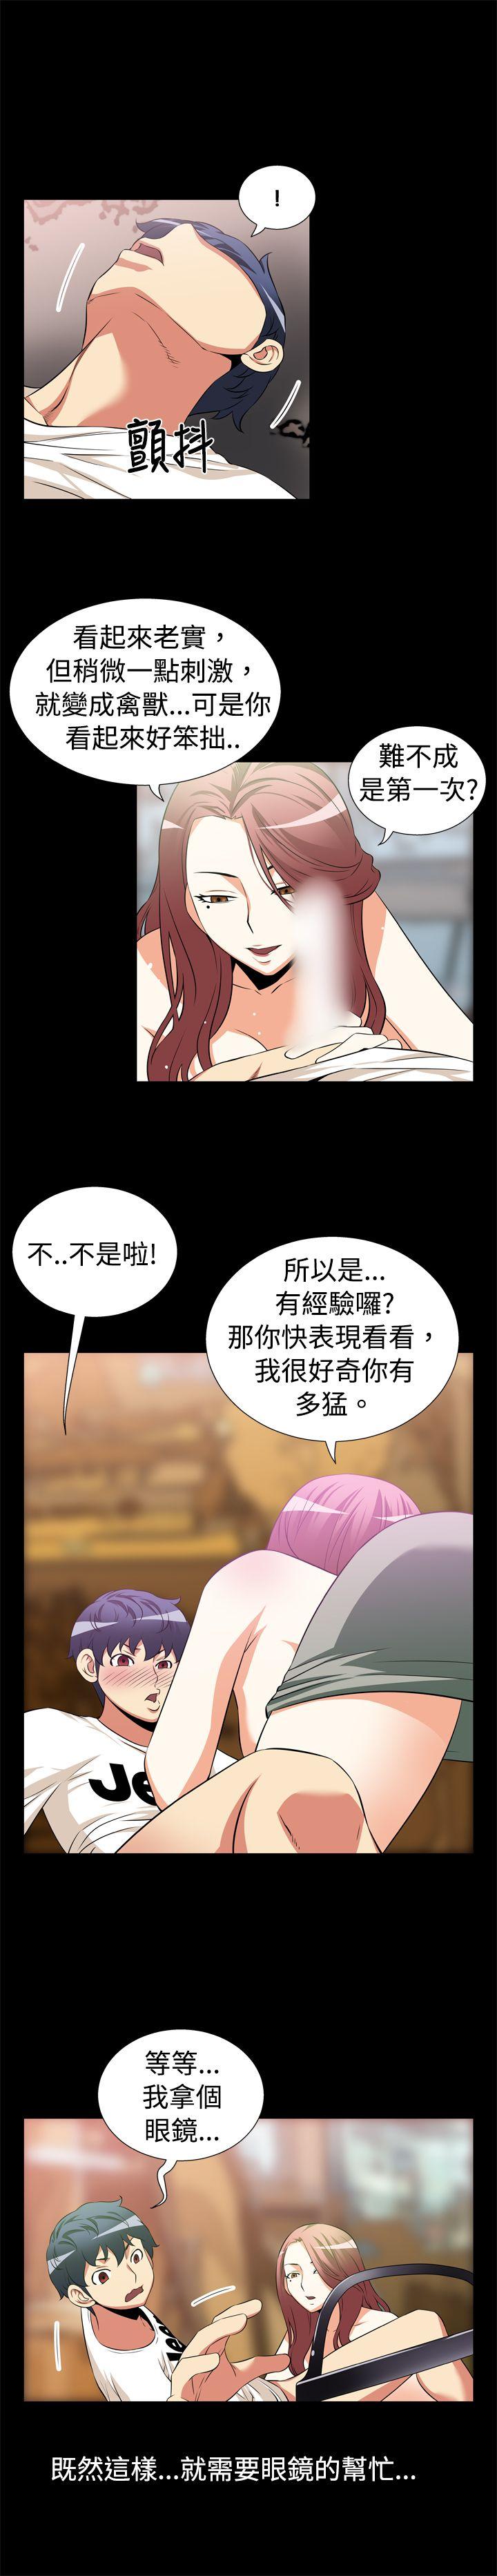 !
顫抖
看起來老實，
但稍微一點刺激，
就變成禽獸...可是你
看起來好笨拙..
難不成
是第一次?
不..不是啦!
所以是...
有經驗囉?
那你快表現看看，
我很好奇你有
多猛。
Je
等等...
我拿個
眼鏡...
既然這樣...就需要眼鏡的幫忙...